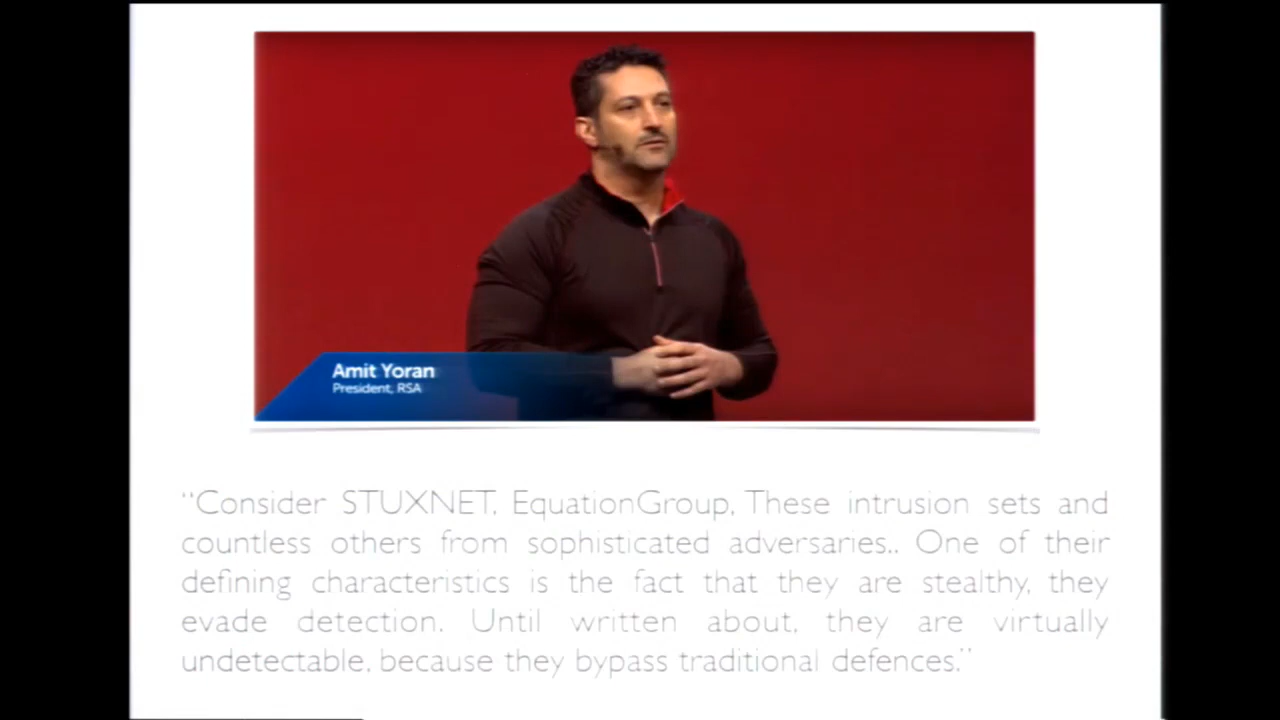 Amit Yoran
President, RSA
“Consider STUXNET, EquationGroup, These intrusion sets and
countless others from sophisticated adversaries.. One of their
defining characteristics is the fact that they are stealthy, they
evade detection. Until written about, they are virtually
undetectable, because they bypass traditional defences.”